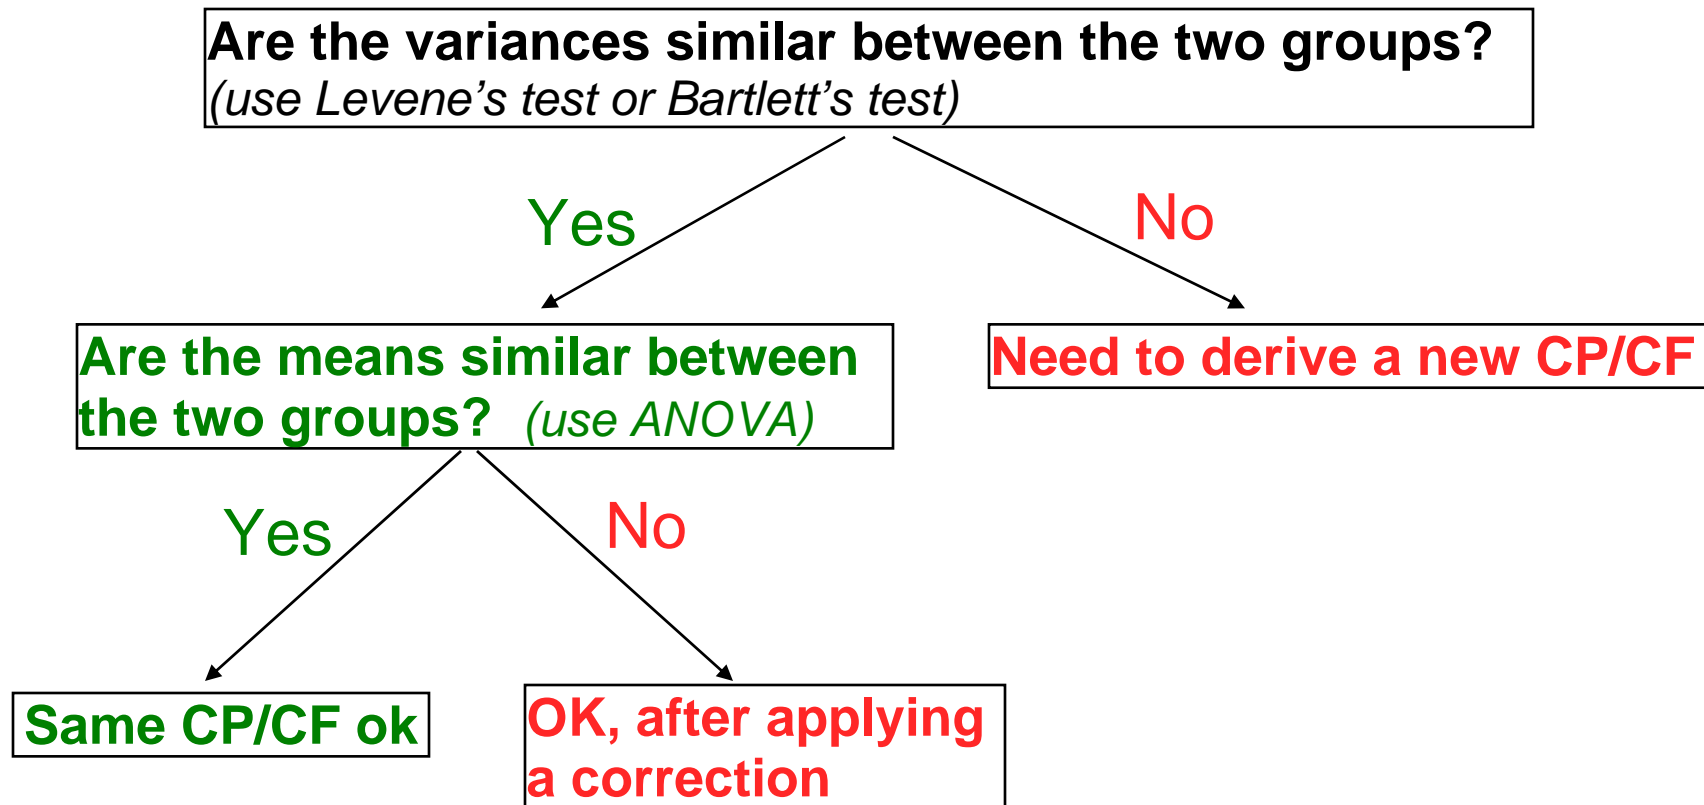 Are the variances similar between the two groups?
(use Levene’s test or Bartlett’s test)
Yes
No
Are the means similar between
the two groups? (use ANOVA)
Need to derive a new CP/CF
Yes
No
Same CP/CF ok
OK, after applying
a correction